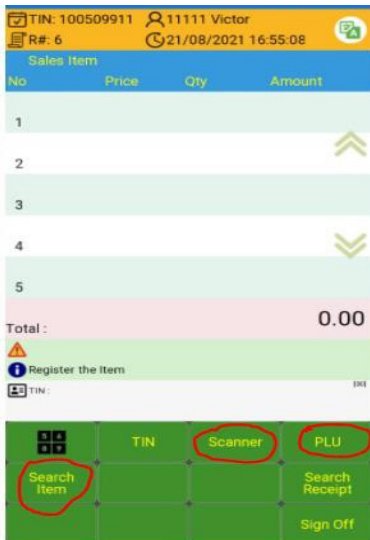 TIN: 100509911 11111 Victor
R#: 6 21/08/2021 16:55:08
Sales Item
No Price Qty Amount
1
2
3
4
5
Total : 0.00
Register the Item
TIN :
TIN Scanner PLU
Search Item Search Receipt
Sign Off